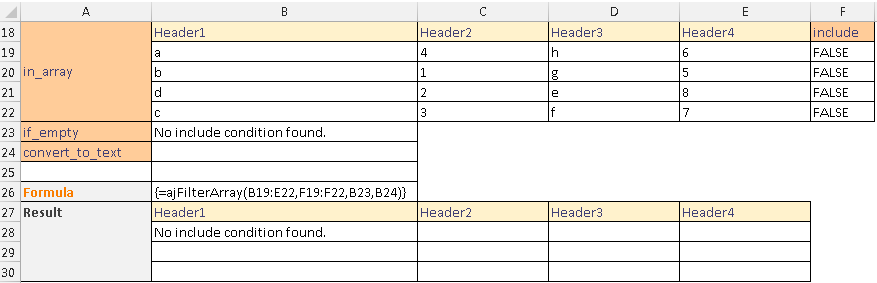 A B C D E F
18 Header1 Header2 Header3 Header4 include
19 a 4 h 6 FALSE
20 in_array b 1 g 5 FALSE
21 d 2 e 8 FALSE
22 c 3 f 7 FALSE
23 if_empty No include condition found.
24 convert_to_text
25
26 Formula {=ajFilterArray(B19:E22,F19:F22,B23,B24)}
27 Result Header1 Header2 Header3 Header4
28 No include condition found.
29
30